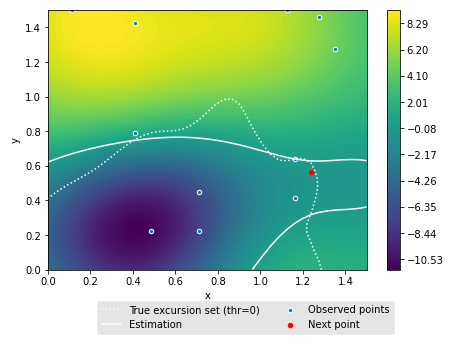 1.4
1.2
1.0
0.8
0.6
0.4
0.2
0.0
y
0.0 0.2 0.4 0.6 0.8 1.0 1.2 1.4
x
8.29
6.20
4.10
2.01
−0.08
−2.17
−4.26
−6.35
−8.44
−10.53
True excursion set (thr=0)
Estimation
Observed points
Next point